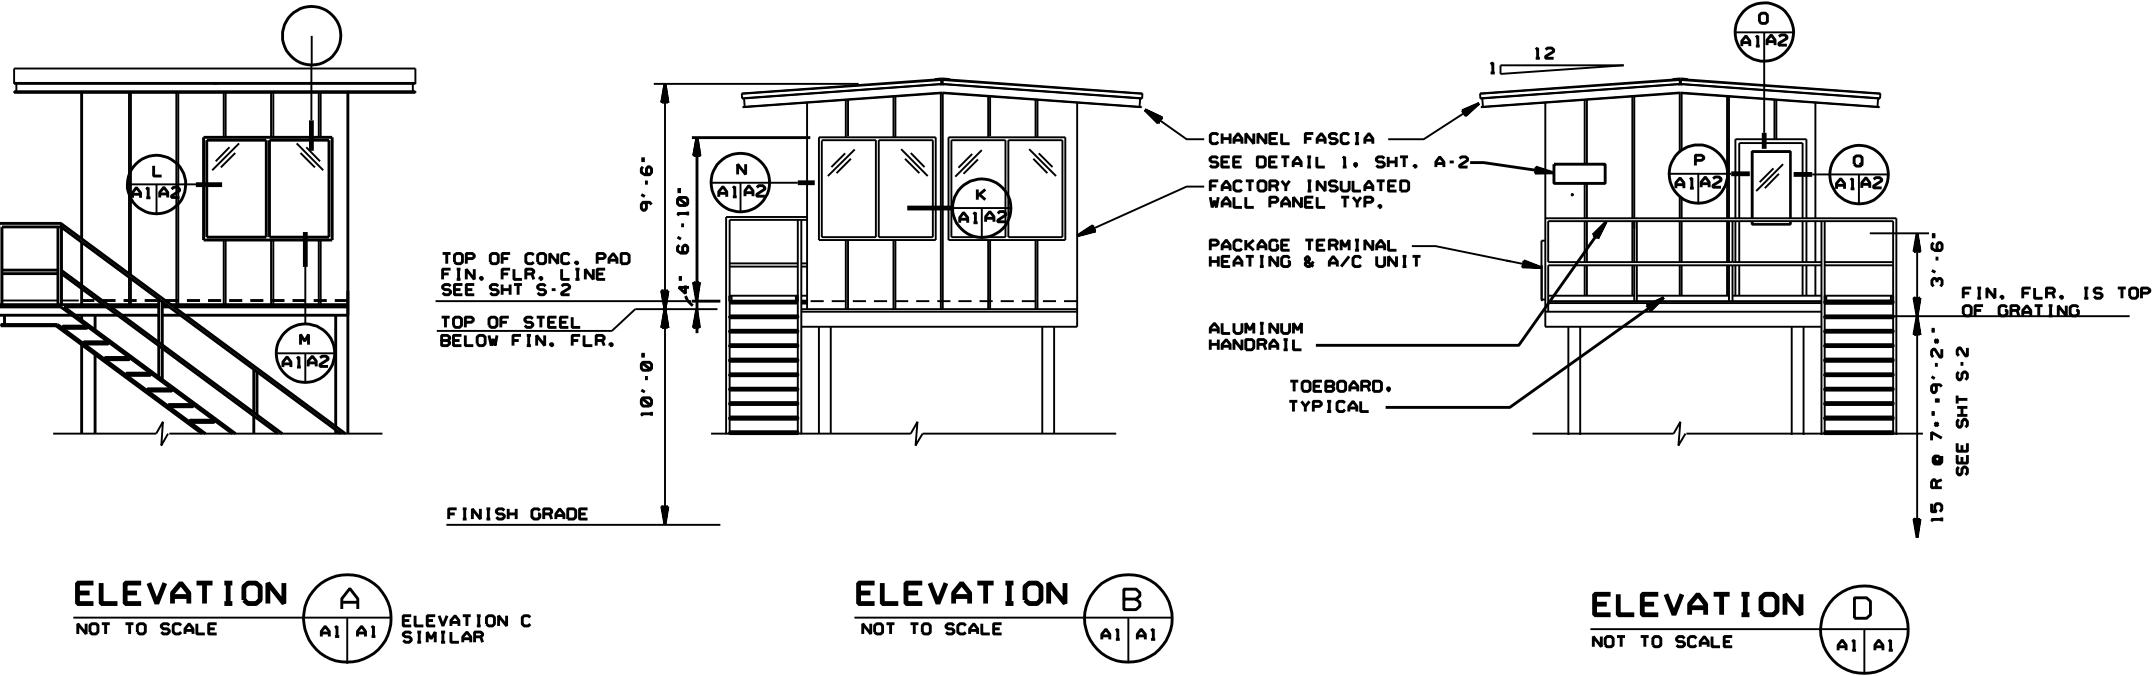 L
A1 A2
M
A1 A2
TOP OF CONC. PAD
FIN. FLR. LINE
SEE SHT S-2
TOP OF STEEL
BELOW FIN. FLR.
FINISH GRADE
9'-6"
6'-10"
4"
10'-0"
N
A1 A2
K
A1 A2
CHANNEL FASCIA
SEE DETAIL 1. SHT. A-2
FACTORY INSULATED
WALL PANEL TYP.
PACKAGE TERMINAL
HEATING & A/C UNIT
ALUMINUM
HANDRAIL
TOEBOARD.
TYPICAL
12
1
O
A1 A2
P
A1 A2
O
A1 A2
3'-6"
FIN. FLR. IS TOP
OF GRATING
15 R @ 7"=9'-2"
SEE SHT S-2
ELEVATION
NOT TO SCALE
A
A1 A1
ELEVATION C
SIMILAR
ELEVATION
NOT TO SCALE
B
A1 A1
ELEVATION
NOT TO SCALE
D
A1 A1